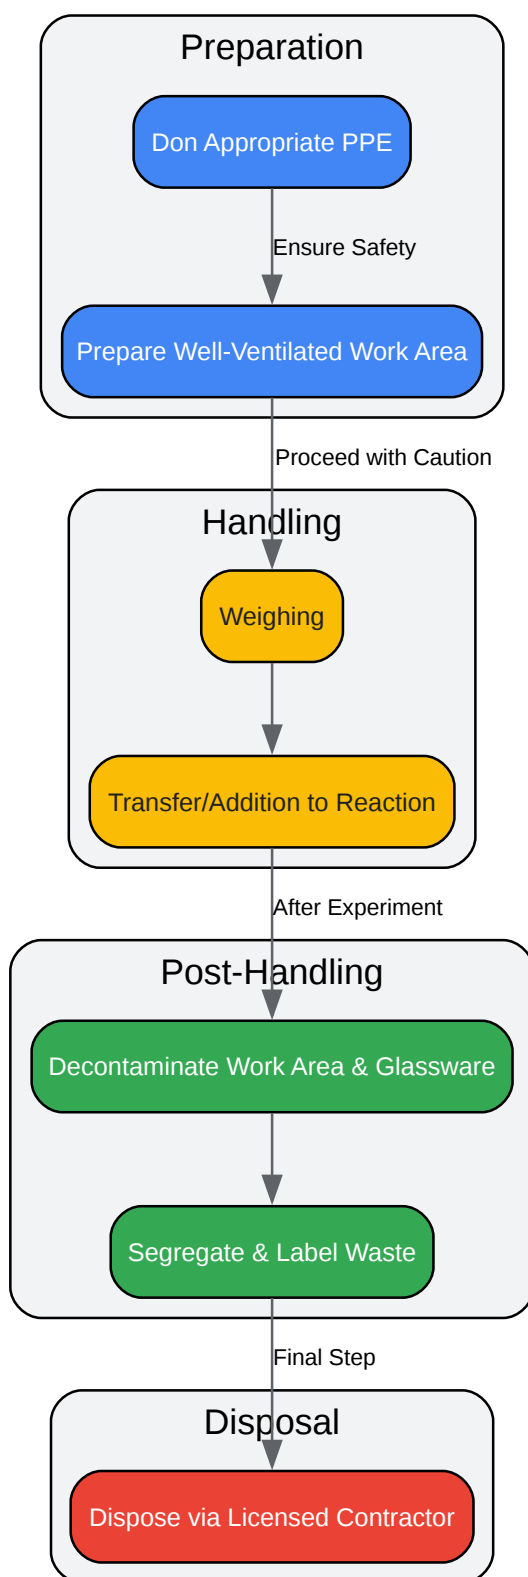 Preparation
Don Appropriate PPE
Ensure Safety
Prepare Well-Ventilated Work Area
Proceed with Caution
Handling
Weighing
Transfer/Addition to Reaction
After Experiment
Post-Handling
Decontaminate Work Area & Glassware
Segregate & Label Waste
Final Step
Disposal
Dispose via Licensed Contractor